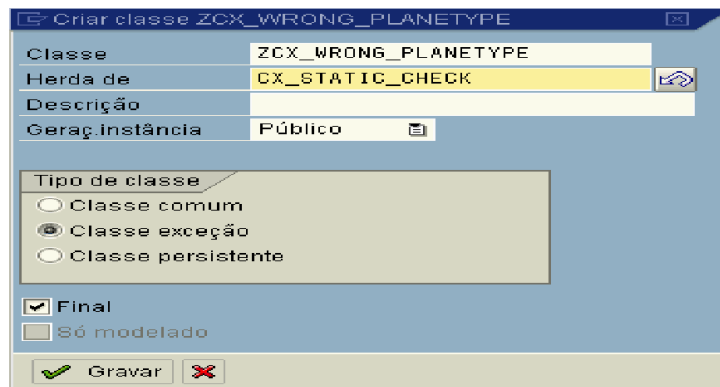 Criar classe ZCX_WRONG_PLANETYPE
Classe ZCX_WRONG_PLANETYPE
Herda de CX_STATIC_CHECK
Descrição
Geraç.instância Público
Tipo de classe
Classe comum
Classe exceção
Classe persistente
Final
Só modelado
Gravar